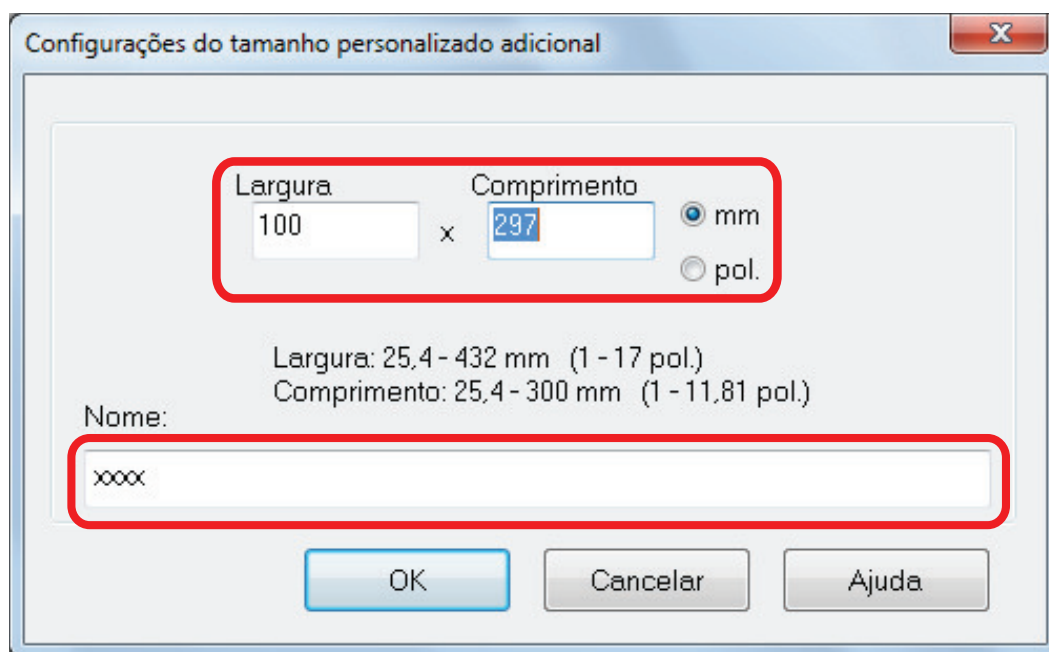 Configurações do tamanho personalizado adicional
Largura Comprimento
100 x 297 mm
pol.
Largura: 25,4 - 432 mm (1 - 17 pol.)
Comprimento: 25,4 - 300 mm (1 - 11,81 pol.)
Nome:
xxxx
OK Cancelar Ajuda